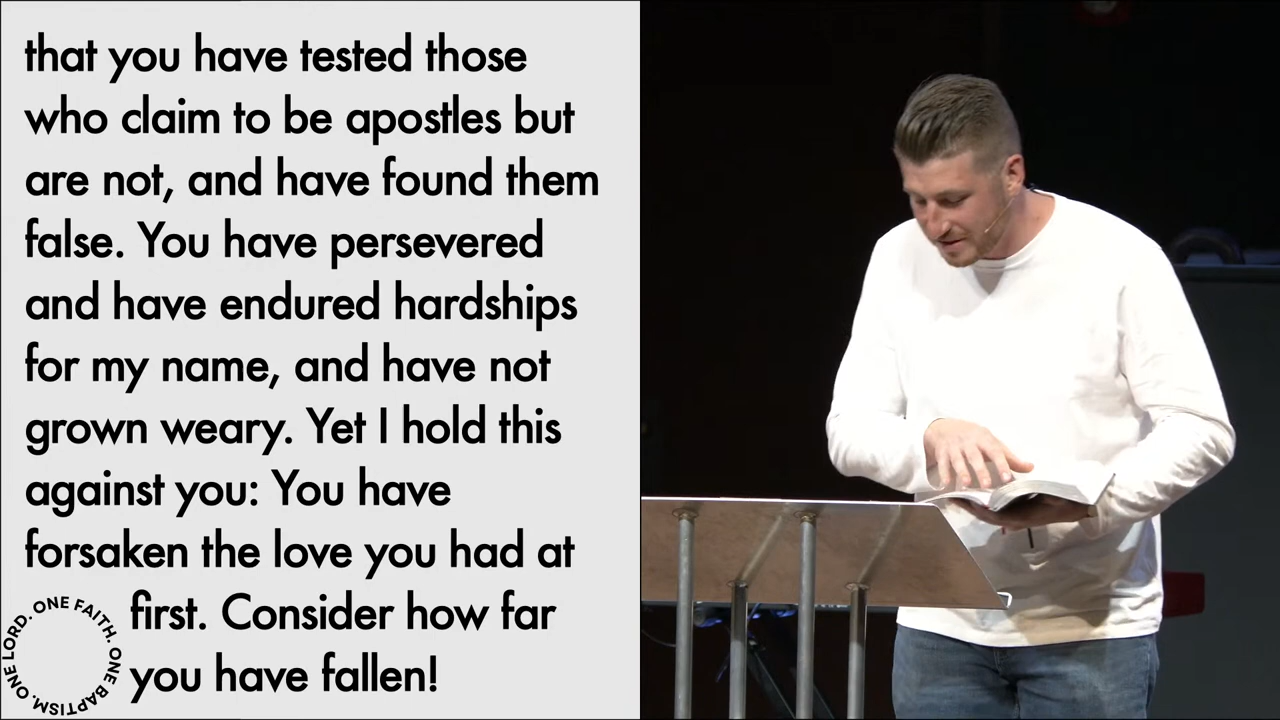 that you have tested those
who claim to be apostles but
are not, and have found them
false. You have persevered
and have endured hardships
for my name, and have not
grown weary. Yet I hold this
against you: You have
forsaken the love you had at
first. Consider how far
you have fallen!
ONE LORD. ONE FAITH. ONE BAPTISM.